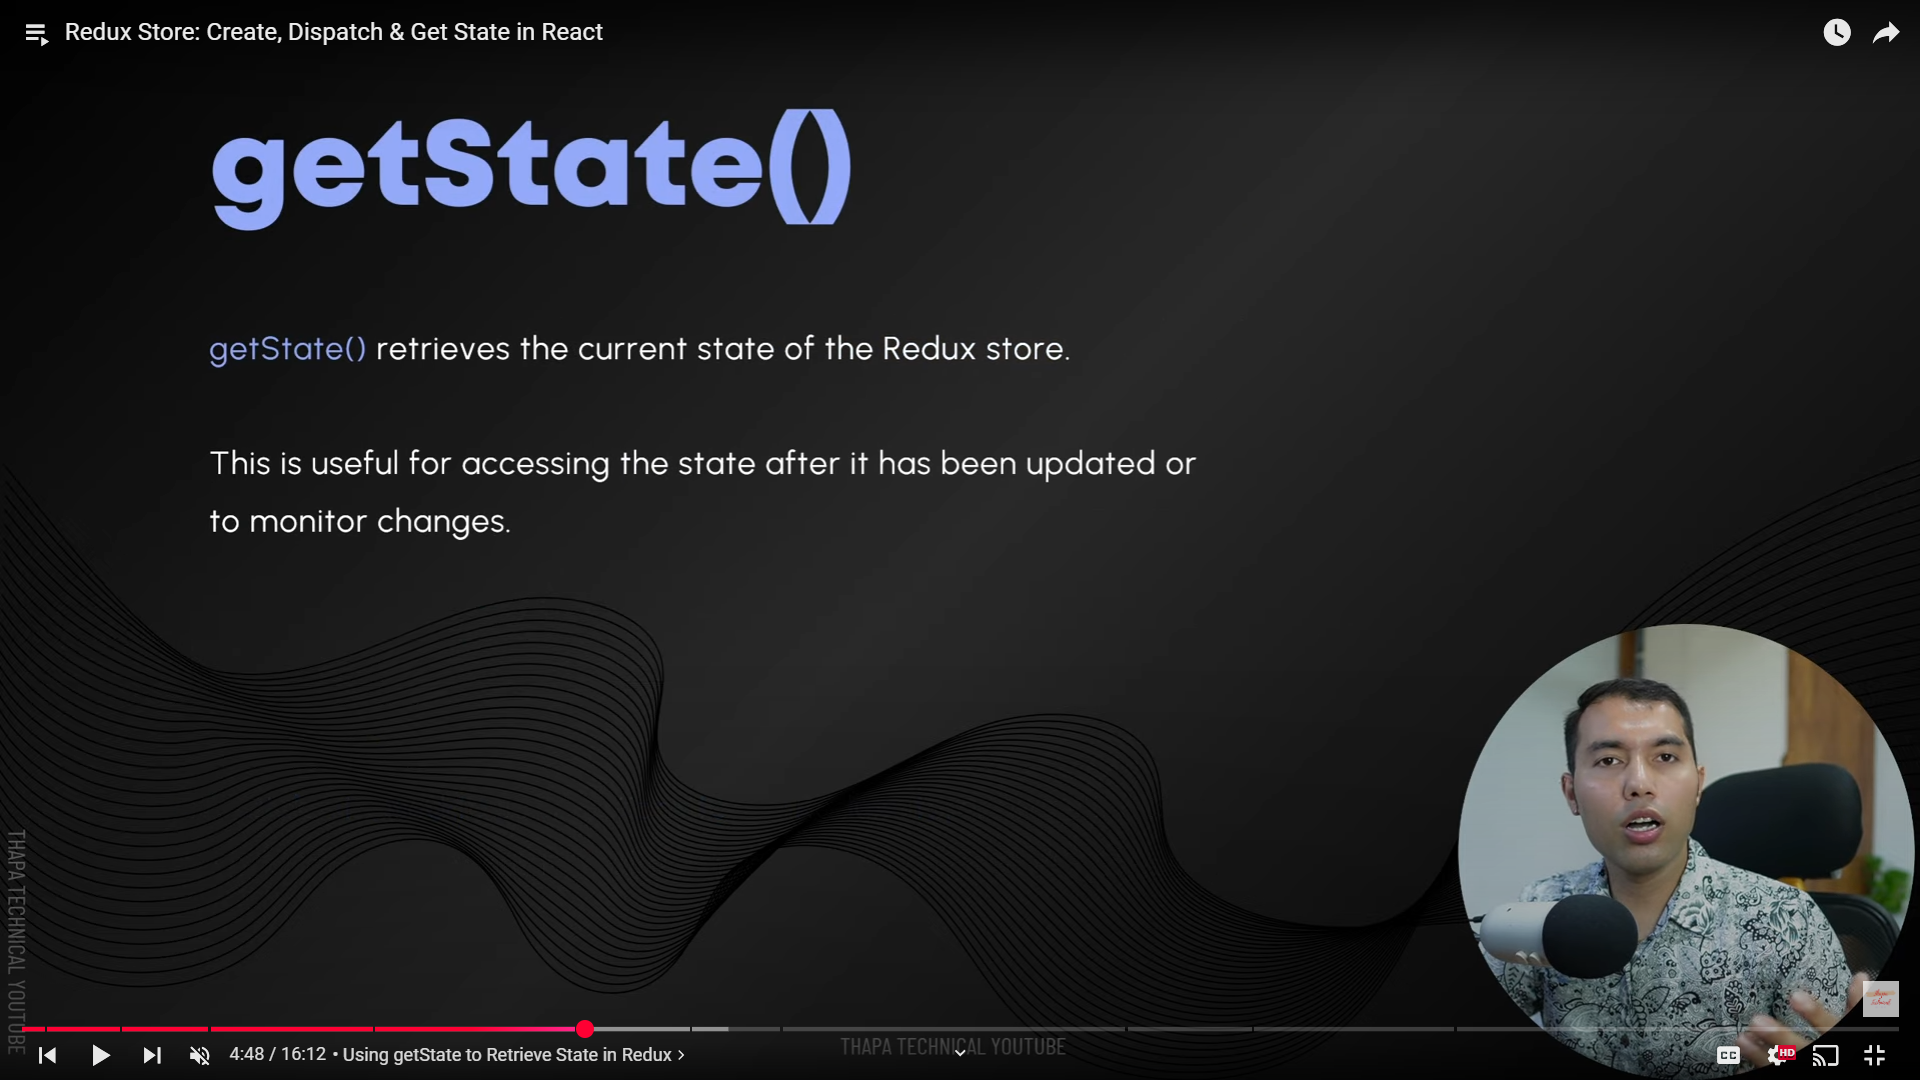 Redux Store: Create, Dispatch & Get State in React
getState()
getState() retrieves the current state of the Redux store.
This is useful for accessing the state after it has been updated or
to monitor changes.
THAPA TECHNICAL YOUTUBE
4:48 / 16:12 • Using getState to Retrieve State in Redux
THAPA TECHNICAL YOUTUBE
CC
HD